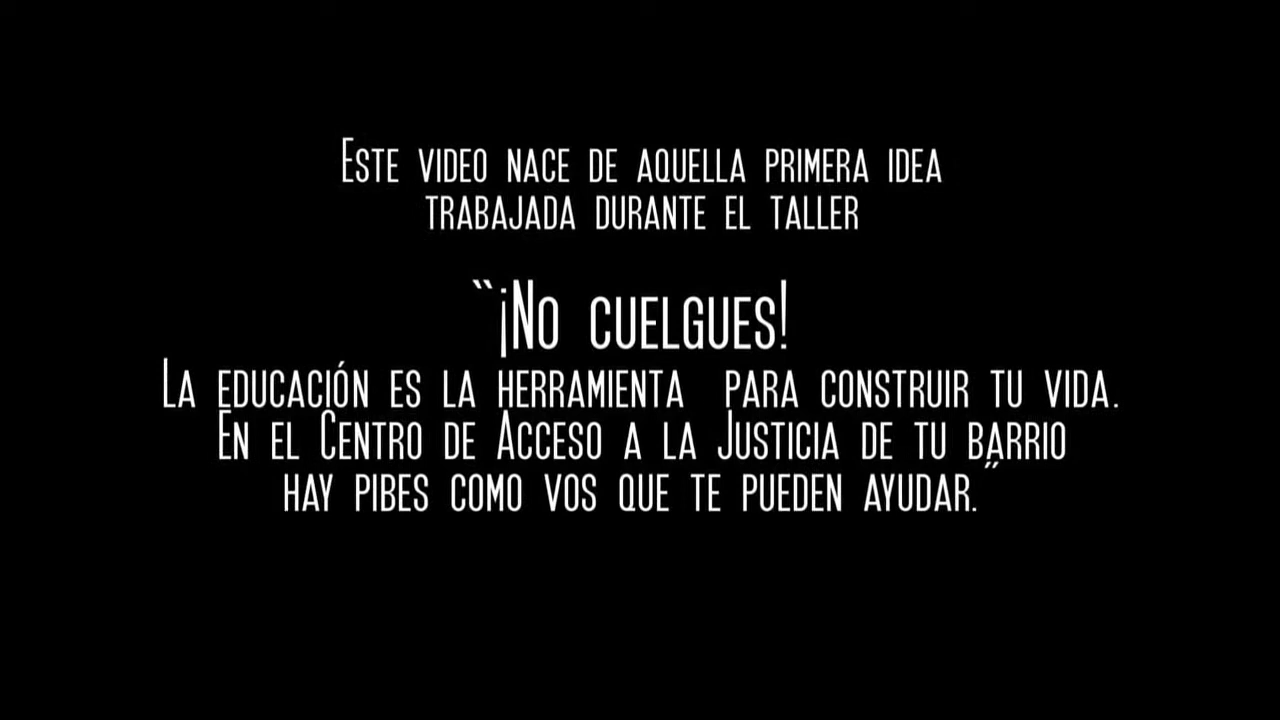 Este video nace de aquella primera idea
trabajada durante el taller
“¡No cuelgues!
La educación es la herramienta para construir tu vida.
En el Centro de Acceso a la Justicia de tu barrio
hay pibes como vos que te pueden ayudar.”